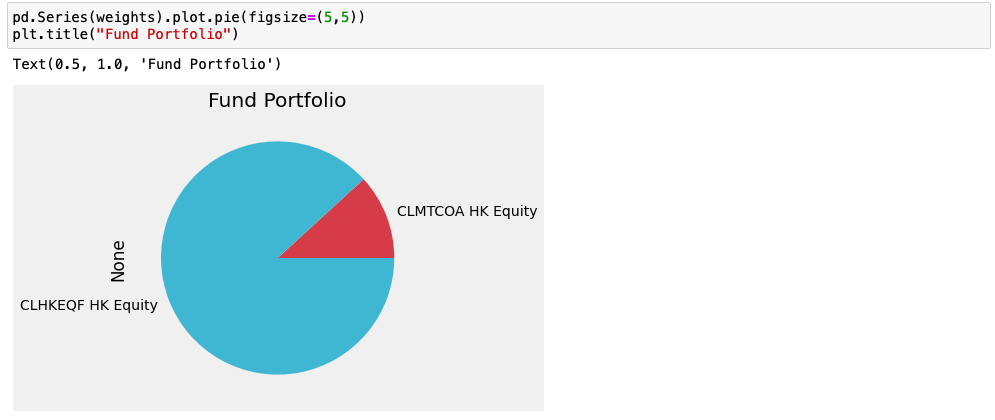 pd.Series(weights).plot.pie(figsize=(5,5))
plt.title("Fund Portfolio")
Text(0.5, 1.0, 'Fund Portfolio')
Fund Portfolio
CLMTCOA HK Equity
None
CLHKEQF HK Equity